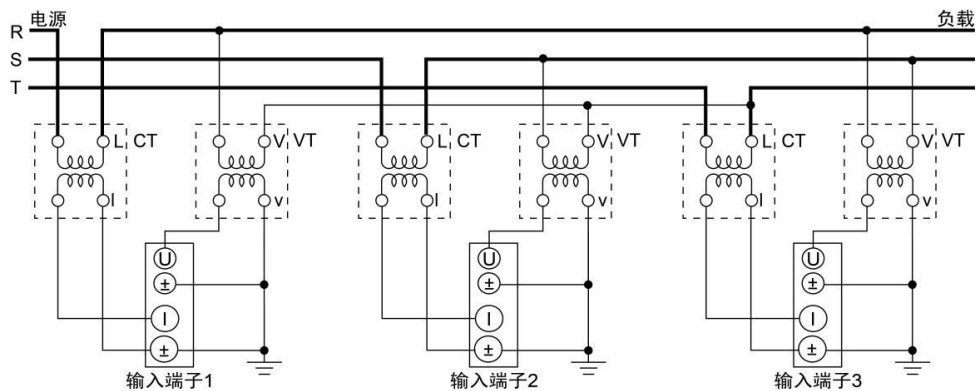 电源 负载
R
S
T
L CT V VT L CT V VT L CT V VT
l v l v l v
U U U
± ± ±
I I I
± ± ±
输入端子1 输入端子2 输入端子3